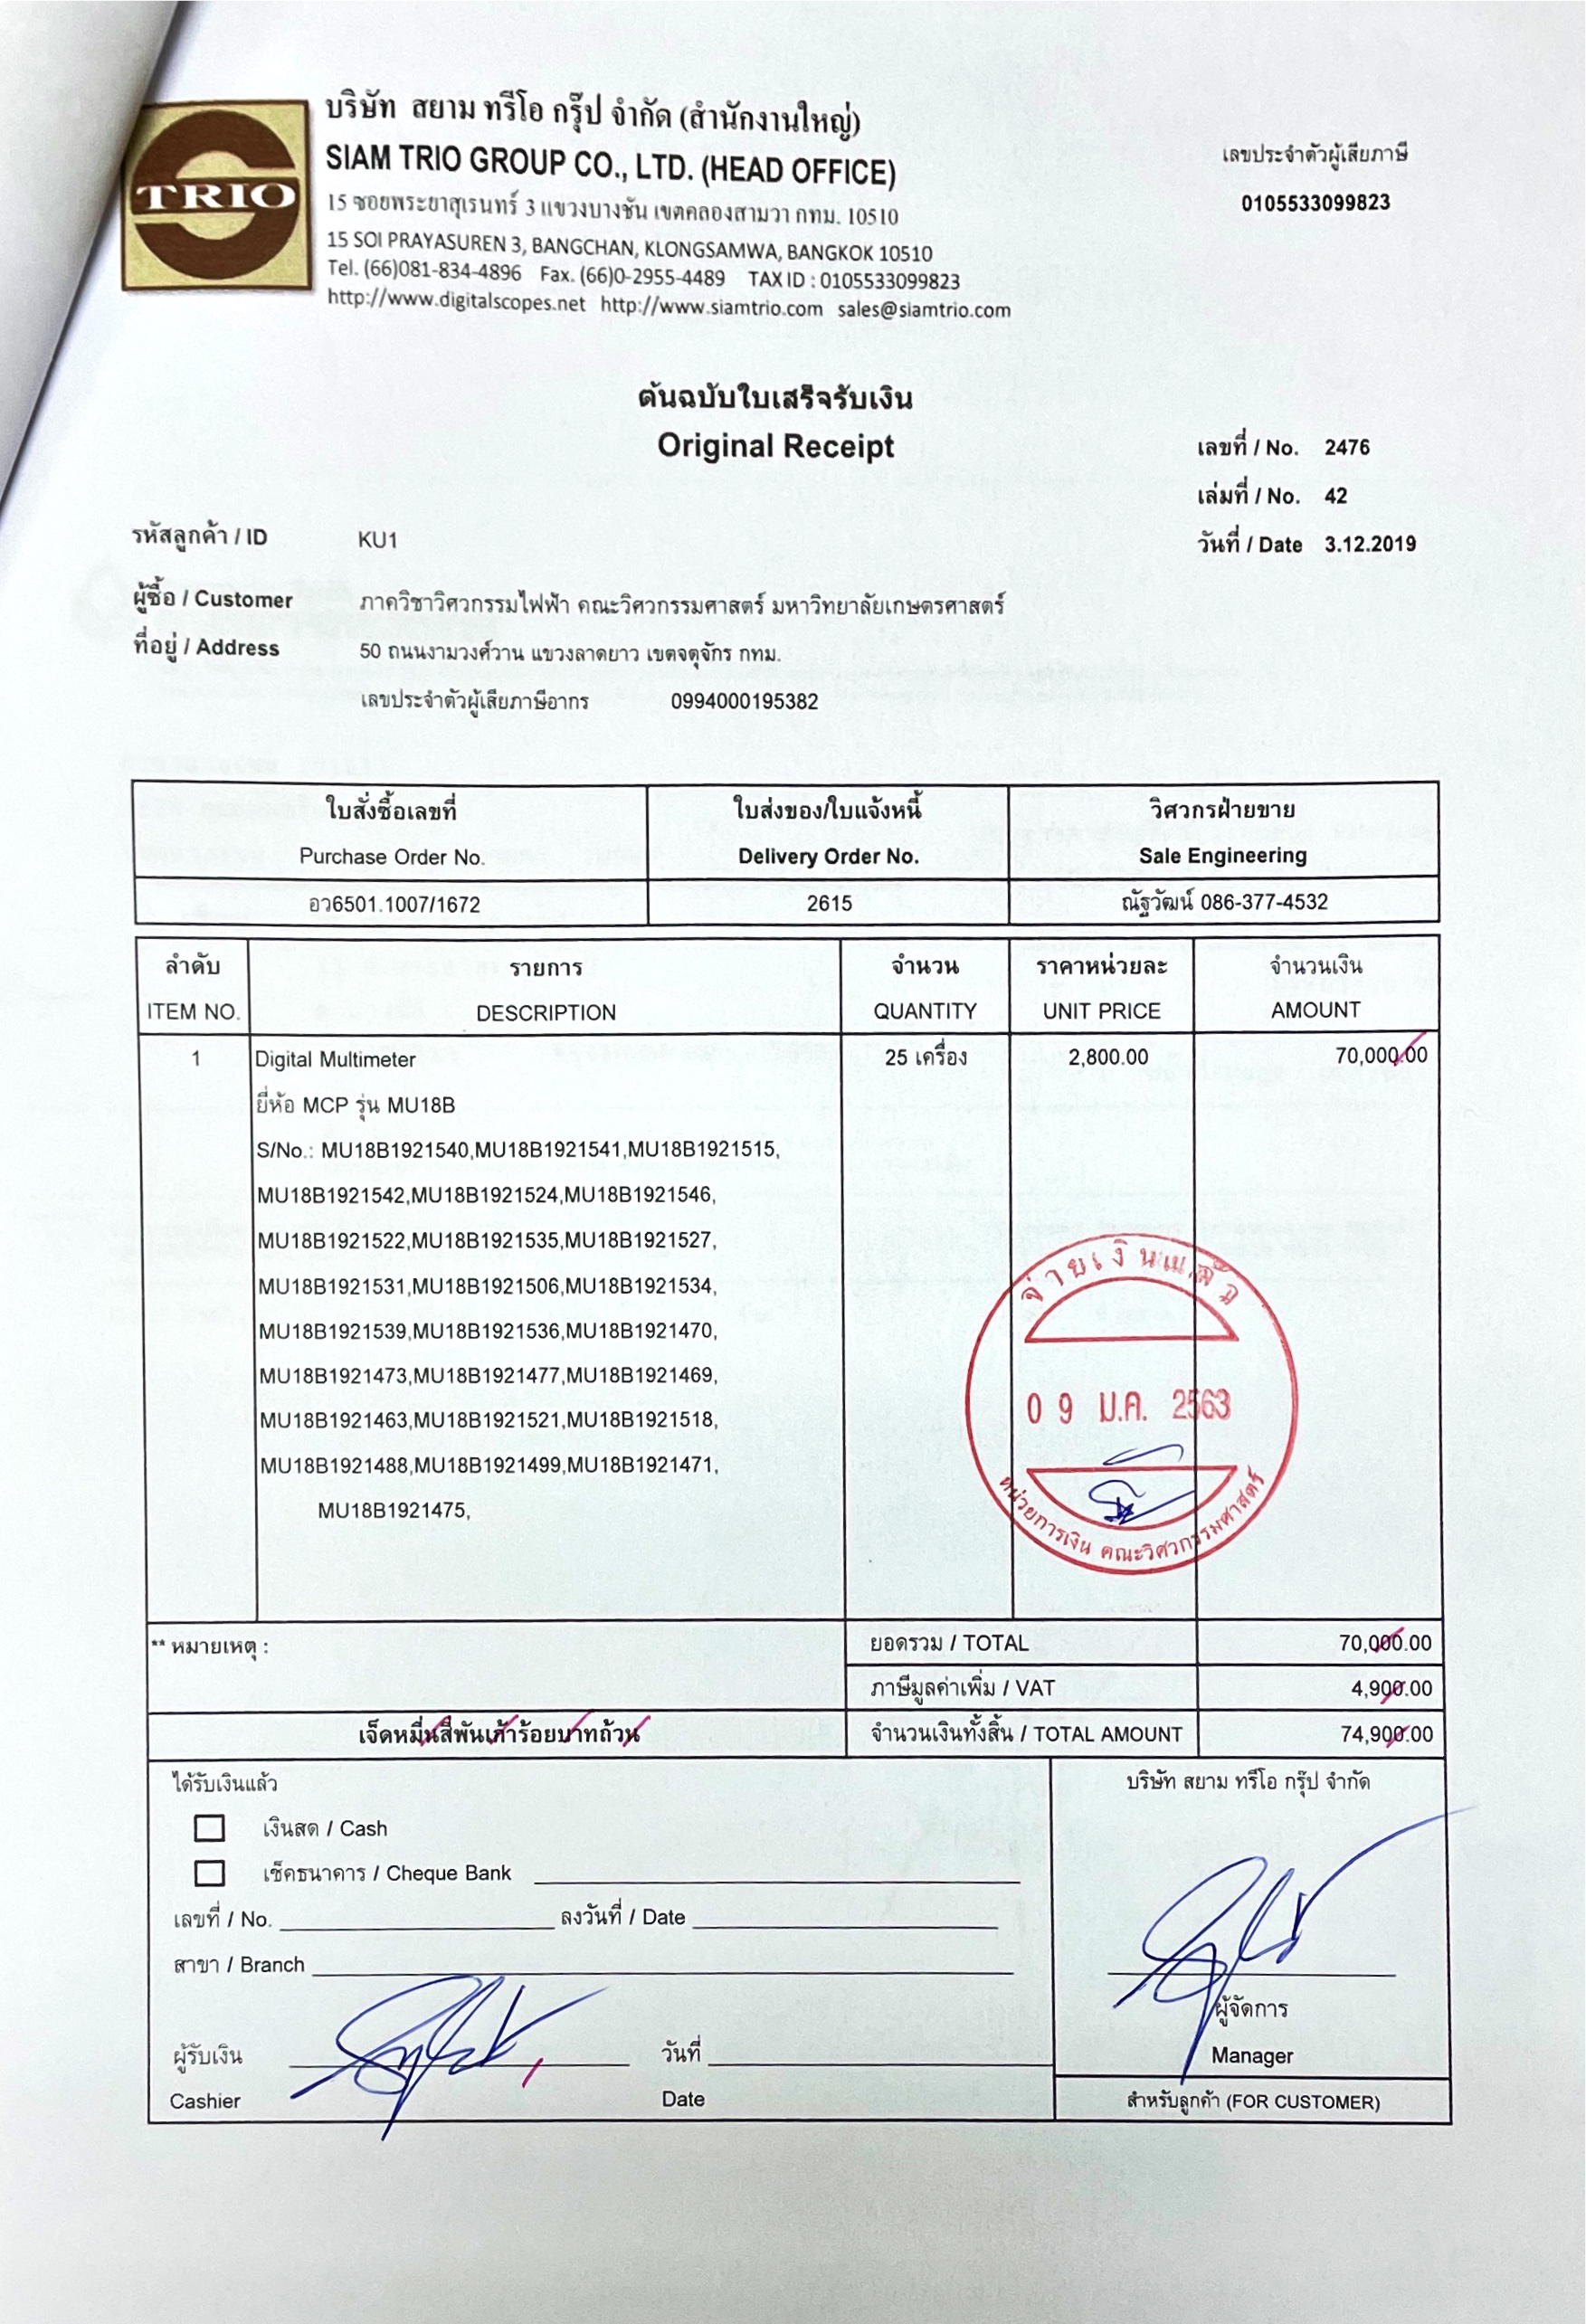 TRIO
บริษัท สยาม ทรีโอ กรุ๊ป จำกัด (สำนักงานใหญ่)
SIAM TRIO GROUP CO., LTD. (HEAD OFFICE)
15 ซอยพระยาสุเรนทร์ 3 แขวงบางชัน เขตคลองสามวา กทม. 10510
15 SOI PRAYASUREN 3, BANGCHAN, KLONGSAMWA, BANGKOK 10510
Tel. (66)081-834-4896 Fax. (66)0-2955-4489 TAX ID : 0105533099823
http://www.digitalscopes.net http://www.siamtrio.com sales@siamtrio.com
เลขประจำตัวผู้เสียภาษี
0105533099823
ต้นฉบับใบเสร็จรับเงิน
Original Receipt
เลขที่ / No. 2476
เล่มที่ / No. 42
วันที่ / Date 3.12.2019
รหัสลูกค้า / ID KU1
ผู้ซื้อ / Customer ภาควิชาวิศวกรรมไฟฟ้า คณะวิศวกรรมศาสตร์ มหาวิทยาลัยเกษตรศาสตร์
ที่อยู่ / Address 50 ถนนงามวงศ์วาน แขวงลาดยาว เขตจตุจักร กทม.
เลขประจำตัวผู้เสียภาษีอากร 0994000195382
ใบสั่งซื้อเลขที่ ใบส่งของ/ใบแจ้งหนี้ วิศวกรฝ่ายขาย
Purchase Order No. Delivery Order No. Sale Engineering
อว6501.1007/1672 2615 ณัฐวัฒน์ 086-377-4532
ลำดับ รายการ จำนวน ราคาหน่วยละ จำนวนเงิน
ITEM NO. DESCRIPTION QUANTITY UNIT PRICE AMOUNT
1 Digital Multimeter 25 เครื่อง 2,800.00 70,000.00
ยี่ห้อ MCP รุ่น MU18B
S/No.: MU18B1921540,MU18B1921541,MU18B1921515,
MU18B1921542,MU18B1921524,MU18B1921546,
MU18B1921522,MU18B1921535,MU18B1921527,
MU18B1921531,MU18B1921506,MU18B1921534,
MU18B1921539,MU18B1921536,MU18B1921470,
MU18B1921473,MU18B1921477,MU18B1921469,
MU18B1921463,MU18B1921521,MU18B1921518,
MU18B1921488,MU18B1921499,MU18B1921471,
MU18B1921475,
จ่ายเงินแล้ว
09 ม.ค. 2563
หน่วยการเงิน คณะวิศวกรรมศาสตร์
** หมายเหตุ : ยอดรวม / TOTAL 70,000.00
ภาษีมูลค่าเพิ่ม / VAT 4,900.00
เจ็ดหมื่นสี่พันเก้าร้อยบาทถ้วน จำนวนเงินทั้งสิ้น / TOTAL AMOUNT 74,900.00
ได้รับเงินแล้ว
เงินสด / Cash
เช็คธนาคาร / Cheque Bank
เลขที่ / No. ลงวันที่ / Date
สาขา / Branch
ผู้รับเงิน วันที่
Cashier Date
บริษัท สยาม ทรีโอ กรุ๊ป จำกัด
ผู้จัดการ
Manager
สำหรับลูกค้า (FOR CUSTOMER)